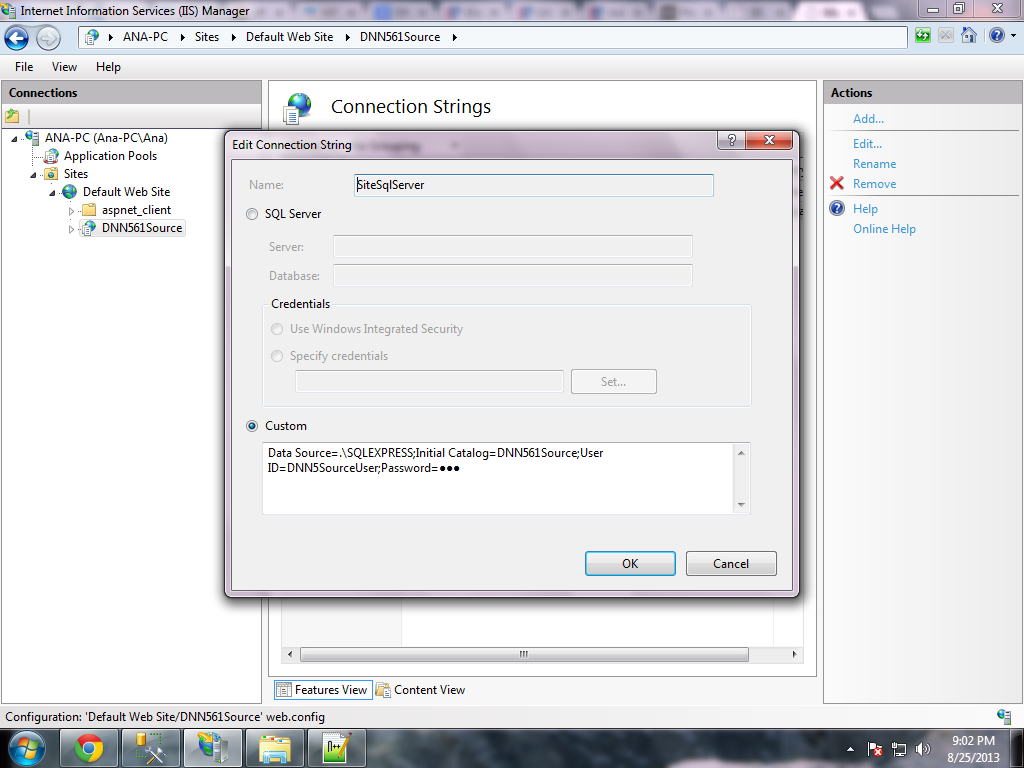 Internet Information Services (IIS) Manager
ANA-PC
Sites
Default Web Site
DNN561Source
File View Help
Connections
ANA-PC (Ana-PC\Ana)
Application Pools
Sites
Default Web Site
aspnet_client
DNN561Source
Connection Strings
Edit Connection String
Name: SiteSqlServer
SQL Server
Server:
Database:
Credentials
Use Windows Integrated Security
Specify credentials
Set...
Custom
Data Source=.\SQLEXPRESS;Initial Catalog=DNN561Source;User
ID=DNN5SourceUser;Password=●●●
OK Cancel
Features View Content View
Actions
Add...
Edit...
Rename
Remove
Help
Online Help
Configuration: 'Default Web Site/DNN561Source' web.config
9:02 PM
8/25/2013